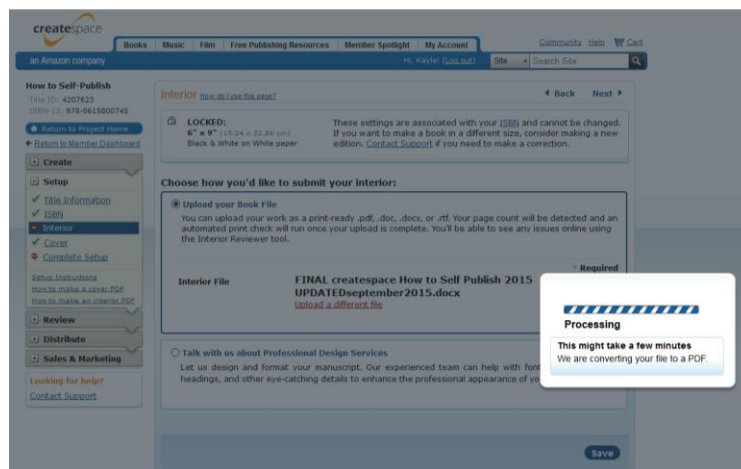 createspace
Books Music Film Free Publishing Resources Member Spotlight My Account
Community Help Cart
an Amazon company
Hi, Kayla! (Log out)
Site Search Site
How to Self-Publish
Title ID: 4207623
ISBN-13: 978-0615800745
Return to Project Home
Return to Member Dashboard
Create
Setup
Title Information
ISBN
Interior
Cover
Complete Setup
Setup Instructions
How to make a cover PDF
How to make an interior PDF
Review
Distribute
Sales & Marketing
Looking for help?
Contact Support
Interior How do I use this page?
Back Next
LOCKED:
6" x 9" (15.24 x 22.86 cm)
Black & White on White paper
These settings are associated with your ISBN and cannot be changed.
If you want to make a book in a different size, consider making a new
edition. Contact Support if you need to make a correction.
Choose how you'd like to submit your interior:
Upload your Book File
You can upload your work as a print-ready .pdf, .doc, .docx, or .rtf. Your page count will be detected and an
automated print check will run once your upload is complete. You'll be able to see any issues online using
the Interior Reviewer tool.
* Required
Interior File
FINAL createspace How to Self Publish 2015
UPDATEDseptember2015.docx
Upload a different file
Processing
This might take a few minutes
We are converting your file to a PDF.
Talk with us about Professional Design Services
Let us design and format your manuscript. Our experienced team can help with
headings, and other eye-catching details to enhance the professional appearance of
Save